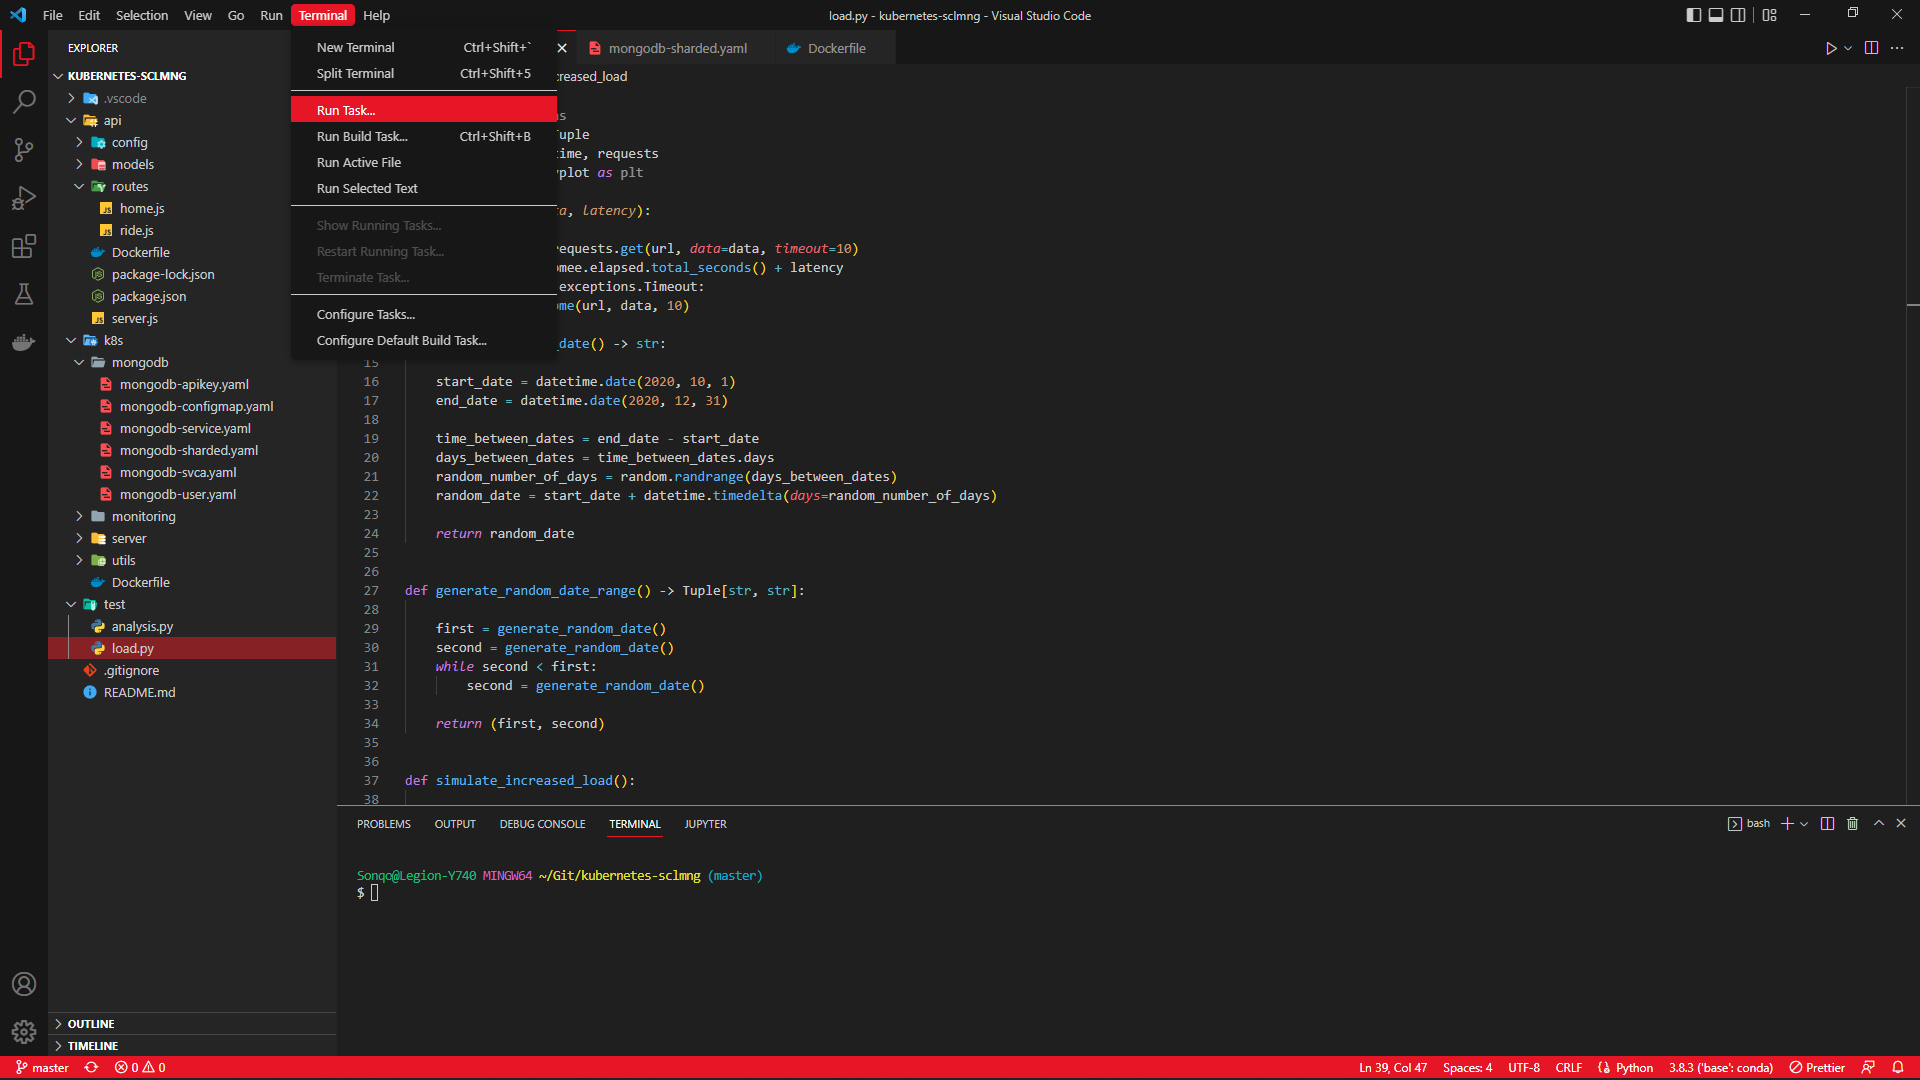 File Edit Selection View Go Run Terminal Help
load.py - kubernetes-sclmng - Visual Studio Code
EXPLORER
KUBERNETES-SCLMNG
.vscode
api
config
models
routes
home.js
ride.js
Dockerfile
package-lock.json
package.json
server.js
k8s
mongodb
mongodb-apikey.yaml
mongodb-configmap.yaml
mongodb-service.yaml
mongodb-sharded.yaml
mongodb-svca.yaml
mongodb-user.yaml
monitoring
server
utils
Dockerfile
test
analysis.py
load.py
.gitignore
README.md
OUTLINE
TIMELINE
New Terminal Ctrl+Shift+`
Split Terminal Ctrl+Shift+5
Run Task...
Run Build Task... Ctrl+Shift+B
Run Active File
Run Selected Text
Show Running Tasks...
Restart Running Task...
Terminate Task...
Configure Tasks...
Configure Default Build Task...
mongodb-sharded.yaml
Dockerfile
creased_load
as
Tuple
time, requests
yplot as plt
ta, latency):
requests.get(url, data=data, timeout=10)
omee.elapsed.total_seconds() + latency
exceptions.Timeout:
ome(url, data, 10)
_date() -> str:
15
16 start_date = datetime.date(2020, 10, 1)
17 end_date = datetime.date(2020, 12, 31)
18
19 time_between_dates = end_date - start_date
20 days_between_dates = time_between_dates.days
21 random_number_of_days = random.randrange(days_between_dates)
22 random_date = start_date + datetime.timedelta(days=random_number_of_days)
23
24 return random_date
25
26
27 def generate_random_date_range() -> Tuple[str, str]:
28
29 first = generate_random_date()
30 second = generate_random_date()
31 while second < first:
32 second = generate_random_date()
33
34 return (first, second)
35
36
37 def simulate_increased_load():
38
PROBLEMS OUTPUT DEBUG CONSOLE TERMINAL JUPYTER
bash
Sonqo@Legion-Y740 MINGW64 ~/Git/kubernetes-sclmng (master)
$
master 0 0
Ln 39, Col 47 Spaces: 4 UTF-8 CRLF Python 3.8.3 ('base': conda) Prettier